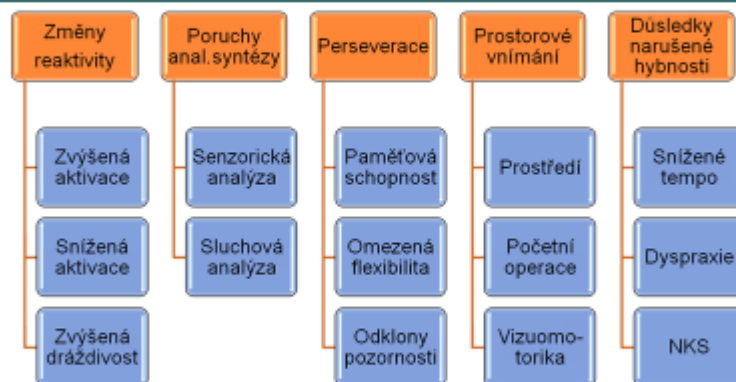 Změny
reaktivity
Zvýšená
aktivace
Snížená
aktivace
Zvýšená
dráždivost
Poruchy
anal.syntézy
Senzorická
analýza
Sluchová
analýza
Perseverace
Paměťová
schopnost
Omezená
flexibilita
Odklony
pozornosti
Prostorové
vnímání
Prostředí
Početní
operace
Vizuomo-
torika
Důsledky
narušené
hybnosti
Snížené
tempo
Dyspraxie
NKS